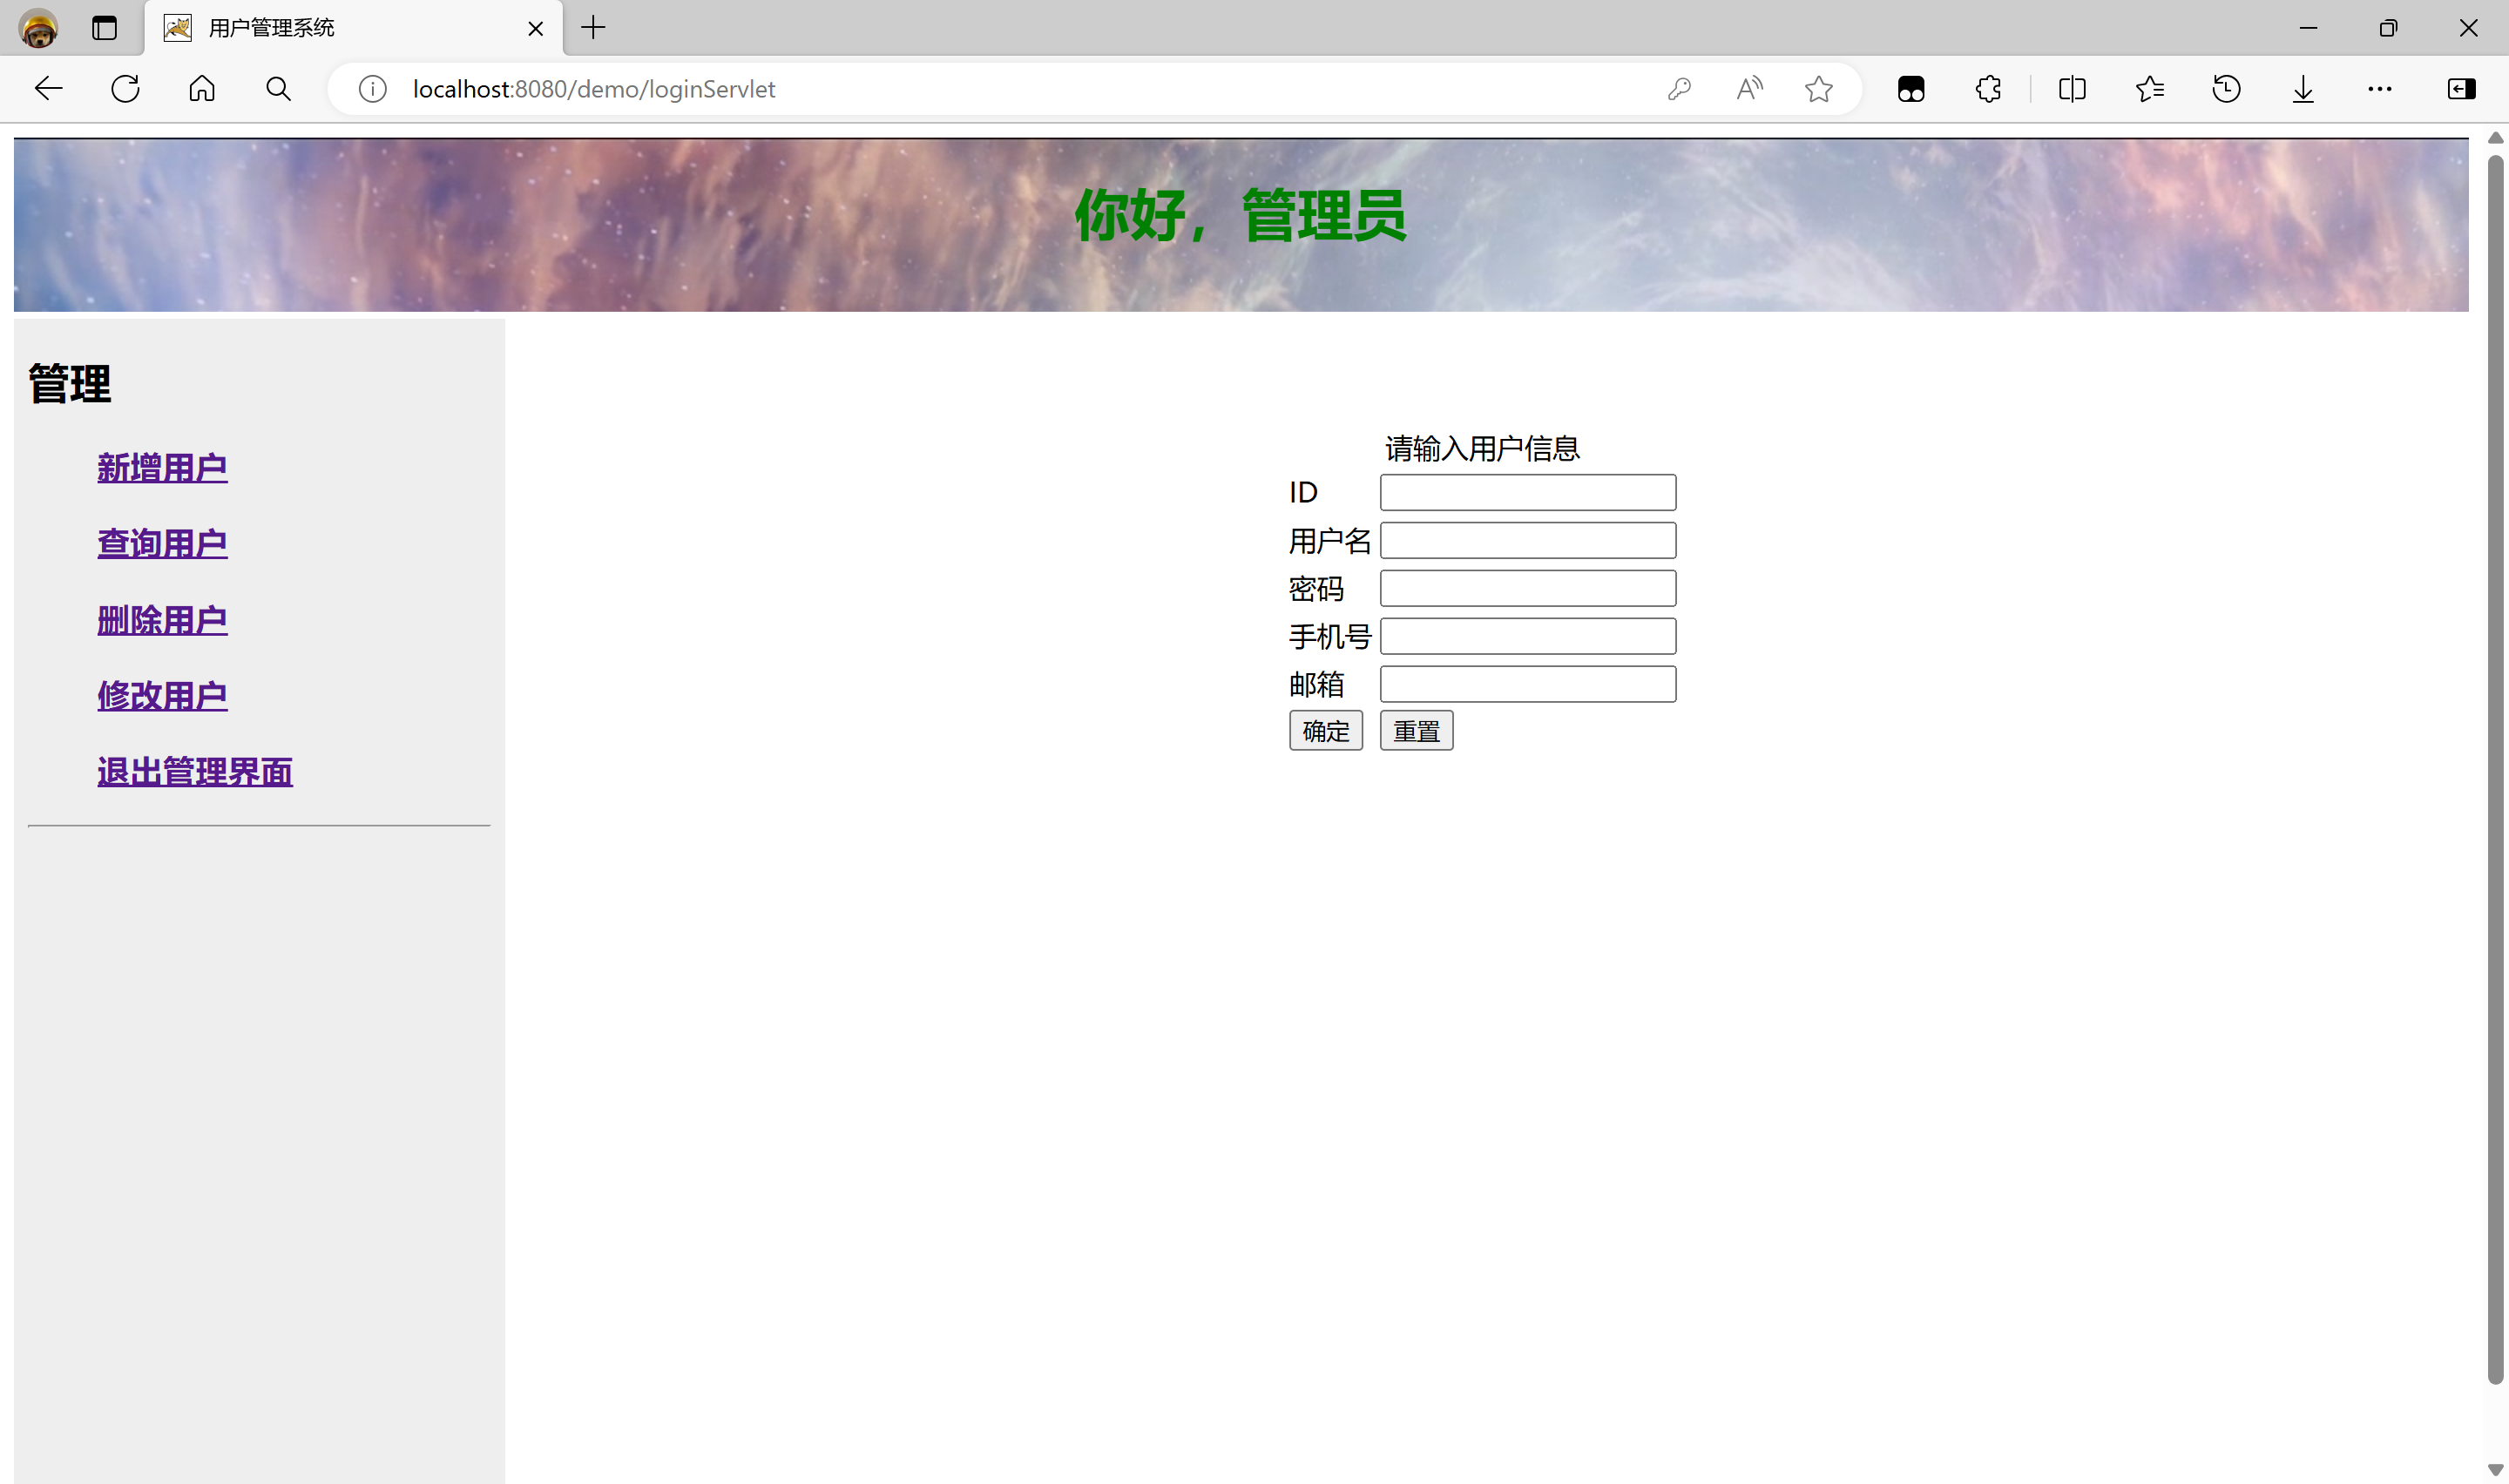 用户管理系统
localhost:8080/demo/loginServlet
你好，管理员
管理
新增用户
查询用户
删除用户
修改用户
退出管理界面
请输入用户信息
ID
用户名
密码
手机号
邮箱
确定 重置